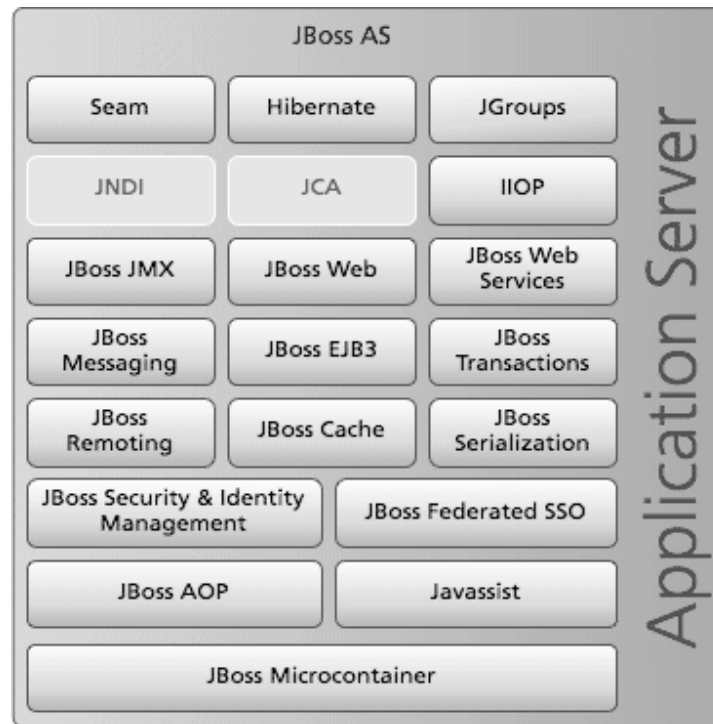 JBoss AS
Seam
Hibernate
JGroups
JNDI
JCA
IIOP
JBoss JMX
JBoss Web
JBoss Web
Services
JBoss
Messaging
JBoss EJB3
JBoss
Transactions
JBoss
Remoting
JBoss Cache
JBoss
Serialization
JBoss Security & Identity
Management
JBoss Federated SSO
JBoss AOP
Javassist
JBoss Microcontainer
Application Server